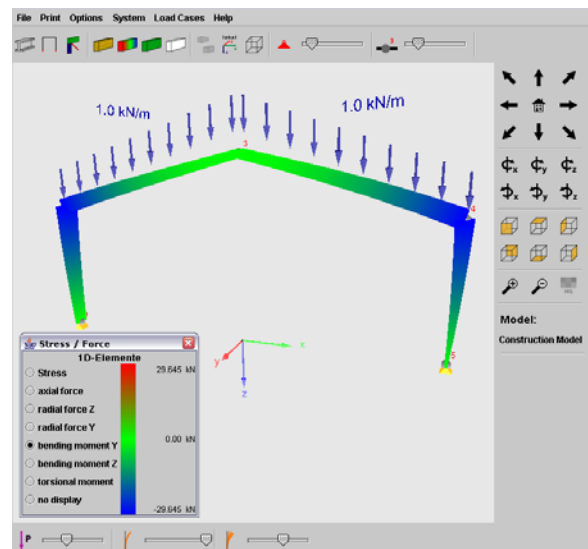 File Print Options System Load Cases Help
1.0 kN/m
1.0 kN/m
3
4
5
x
y
z
Stress / Force
1D-Elemente
Stress
axial force
radial force Z
radial force Y
bending moment Y
bending moment Z
torsional moment
no display
29.645 kN
0.00 kN
-29.645 kN
x y z
x y z
Model:
Construction Model
P